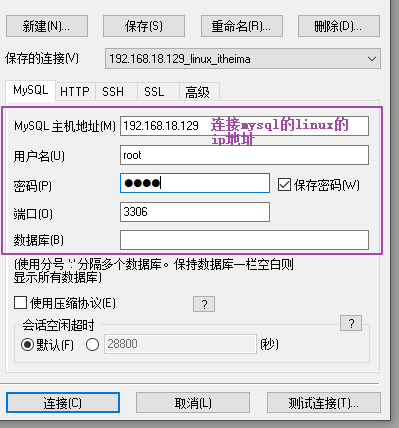 新建(N)... 保存(S) 重命名(R)... 删除(D)...
保存的连接(V) 192.168.18.129_linux_itheima
MySQL HTTP SSH SSL 高级
MySQL 主机地址(M) 192.168.18.129 连接mysql的linux的
ip地址
用户名(U) root
密码(P) ●●●● 保存密码(W)
端口(O) 3306
数据库(B)
(使用分号 ';' 分隔多个数据库。保持数据库一栏空白则
显示所有数据库)
使用压缩协议(E) ?
会话空闲超时 ?
默认(F) 28800 (秒)
连接(C) 取消(L) 测试连接(T)...